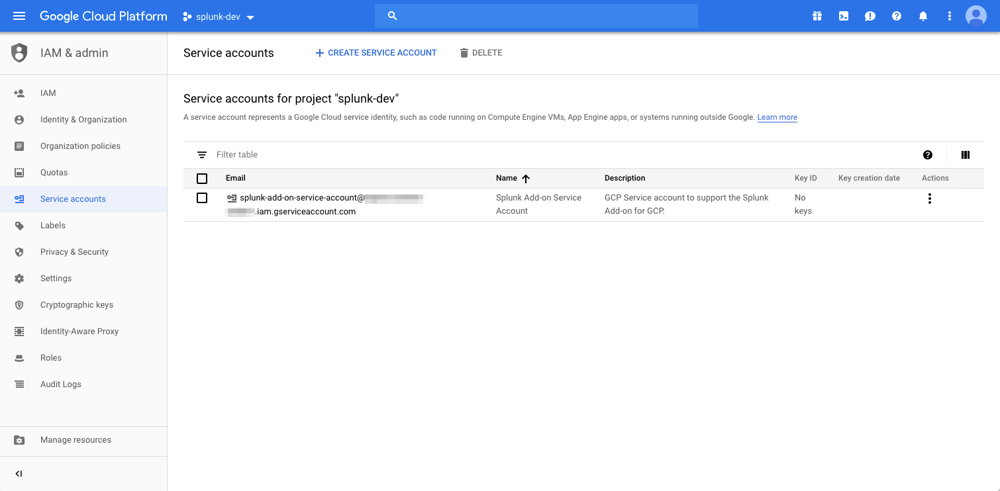 Google Cloud Platform
splunk-dev
IAM & admin
Service accounts
CREATE SERVICE ACCOUNT
DELETE
IAM
Identity & Organization
Organization policies
Quotas
Service accounts
Labels
Privacy & Security
Settings
Cryptographic keys
Identity-Aware Proxy
Roles
Audit Logs
Manage resources
Service accounts for project "splunk-dev"
A service account represents a Google Cloud service identity, such as code running on Compute Engine VMs, App Engine apps, or systems running outside Google. Learn more
Filter table
Email Name Description Key ID Key creation date Actions
splunk-add-on-service-account@
.iam.gserviceaccount.com
Splunk Add-on Service
Account
GCP Service account to support the Splunk
Add-on for GCP.
No
keys